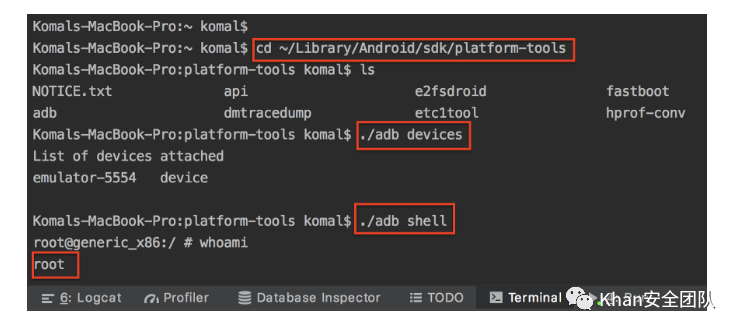 Komals-MacBook-Pro:~ komal$
Komals-MacBook-Pro:~ komal$ cd ~/Library/Android/sdk/platform-tools
Komals-MacBook-Pro:platform-tools komal$ ls
NOTICE.txt api e2fsdroid fastboot
adb dmtracedump etc1tool hprof-conv
Komals-MacBook-Pro:platform-tools komal$ ./adb devices
List of devices attached
emulator-5554 device
Komals-MacBook-Pro:platform-tools komal$ ./adb shell
root@generic_x86:/ # whoami
root
6: Logcat Profiler Database Inspector TODO Terminal
Khan安全团队